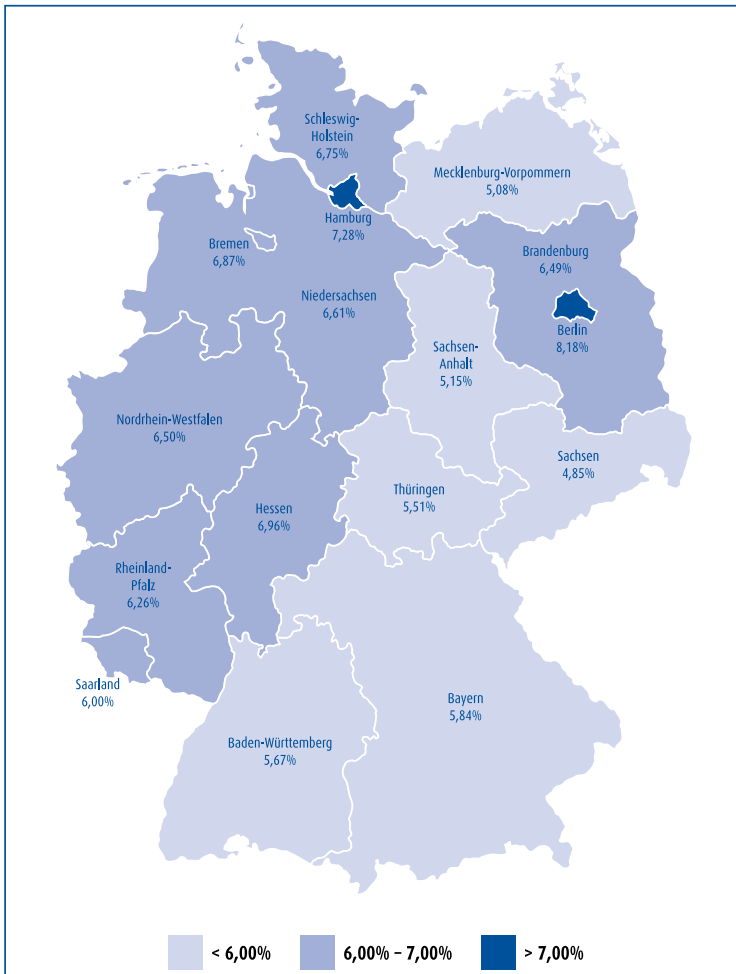 Schleswig-
Holstein
6,75%
Mecklenburg-Vorpommern
5,08%
Hamburg
7,28%
Bremen
6,87%
Brandenburg
6,49%
Niedersachsen
6,61%
Berlin
8,18%
Sachsen-
Anhalt
5,15%
Nordrhein-Westfalen
6,50%
Sachsen
4,85%
Thüringen
5,51%
Hessen
6,96%
Rheinland-
Pfalz
6,26%
Saarland
6,00%
Bayern
5,84%
Baden-Württemberg
5,67%
< 6,00% 6,00% – 7,00% > 7,00%